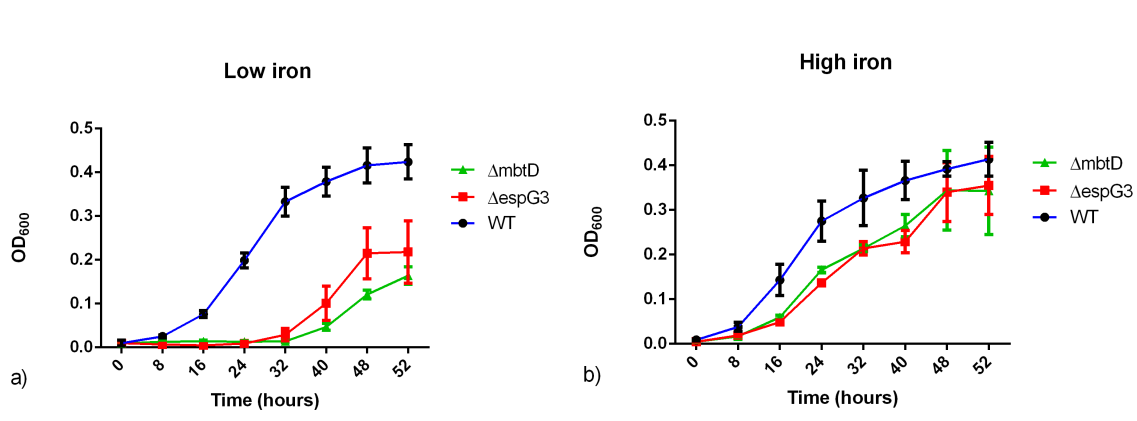 Low iron
0.5
0.4
0.3
0.2
0.1
0.0
OD600
0 8 16 24 32 40 48 52
Time (hours)
ΔmbtD
ΔespG3
WT
a)
High iron
0.5
0.4
0.3
0.2
0.1
0.0
OD600
0 8 16 24 32 40 48 52
Time (hours)
ΔmbtD
ΔespG3
WT
b)